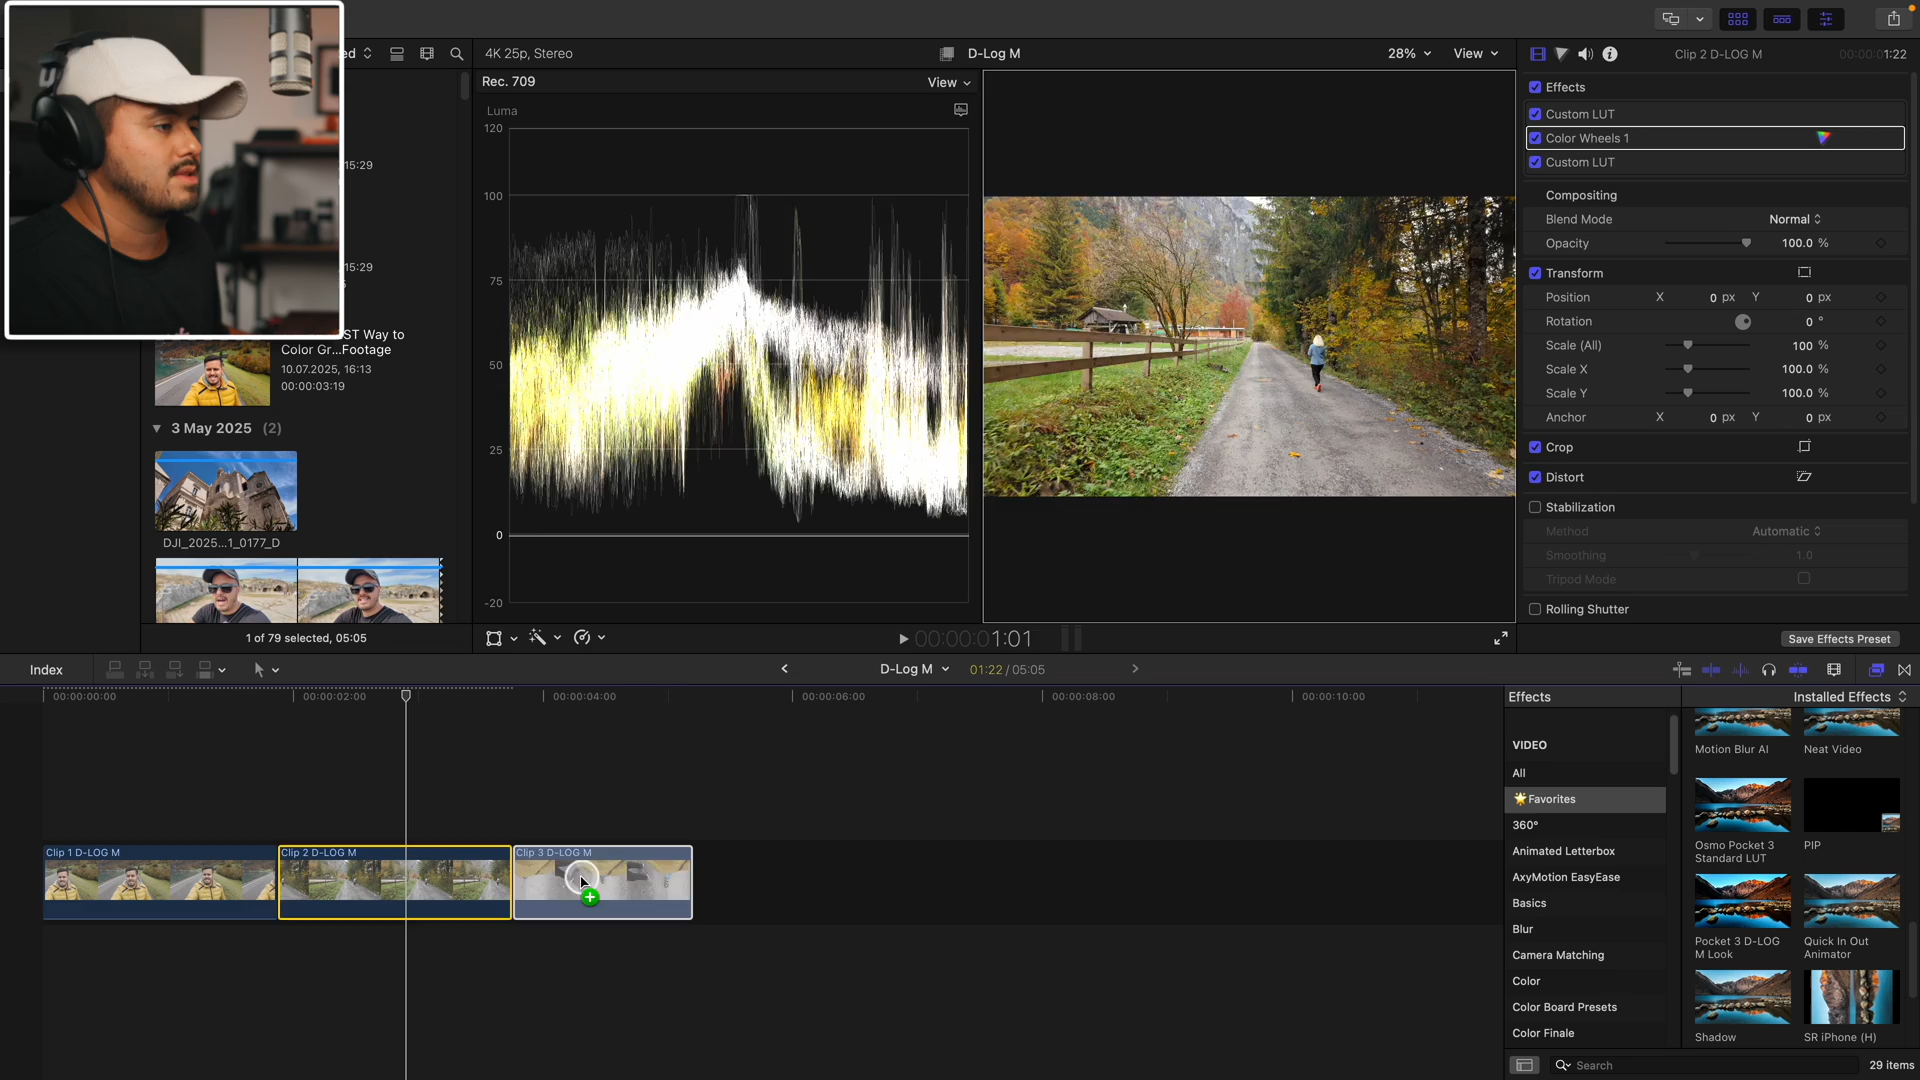 ed
4K 25p, Stereo
D-Log M
28%
View
Clip 2 D-LOG M
00:00:01:22
Rec. 709
View
Luma
120
100
75
50
25
0
-20
15:29
15:29
ST Way to
Color Gr...Footage
10.07.2025, 16:13
00:00:03:19
3 May 2025 (2)
DJI_2025...1_0177_D
1 of 79 selected, 05:05
00:00:00:01:01
Effects
Custom LUT
Color Wheels 1
Custom LUT
Compositing
Blend Mode Normal
Opacity 100.0 %
Transform
Position X 0 px Y 0 px
Rotation 0 °
Scale (All) 100 %
Scale X 100.0 %
Scale Y 100.0 %
Anchor X 0 px Y 0 px
Crop
Distort
Stabilization
Method Automatic
Smoothing 1.0
Tripod Mode
Rolling Shutter
Save Effects Preset
Index
D-Log M
01:22 / 05:05
00:00:00:00
00:00:02:00
00:00:04:00
00:00:06:00
00:00:08:00
00:00:10:00
Clip 1 D-LOG M
Clip 2 D-LOG M
Clip 3 D-LOG M
Effects
Installed Effects
VIDEO
All
🌟Favorites
360°
Animated Letterbox
AxyMotion EasyEase
Basics
Blur
Camera Matching
Color
Color Board Presets
Color Finale
Motion Blur AI
Neat Video
Osmo Pocket 3
Standard LUT
PIP
Pocket 3 D-LOG
M Look
Quick In Out
Animator
Shadow
SR iPhone (H)
Search
29 items